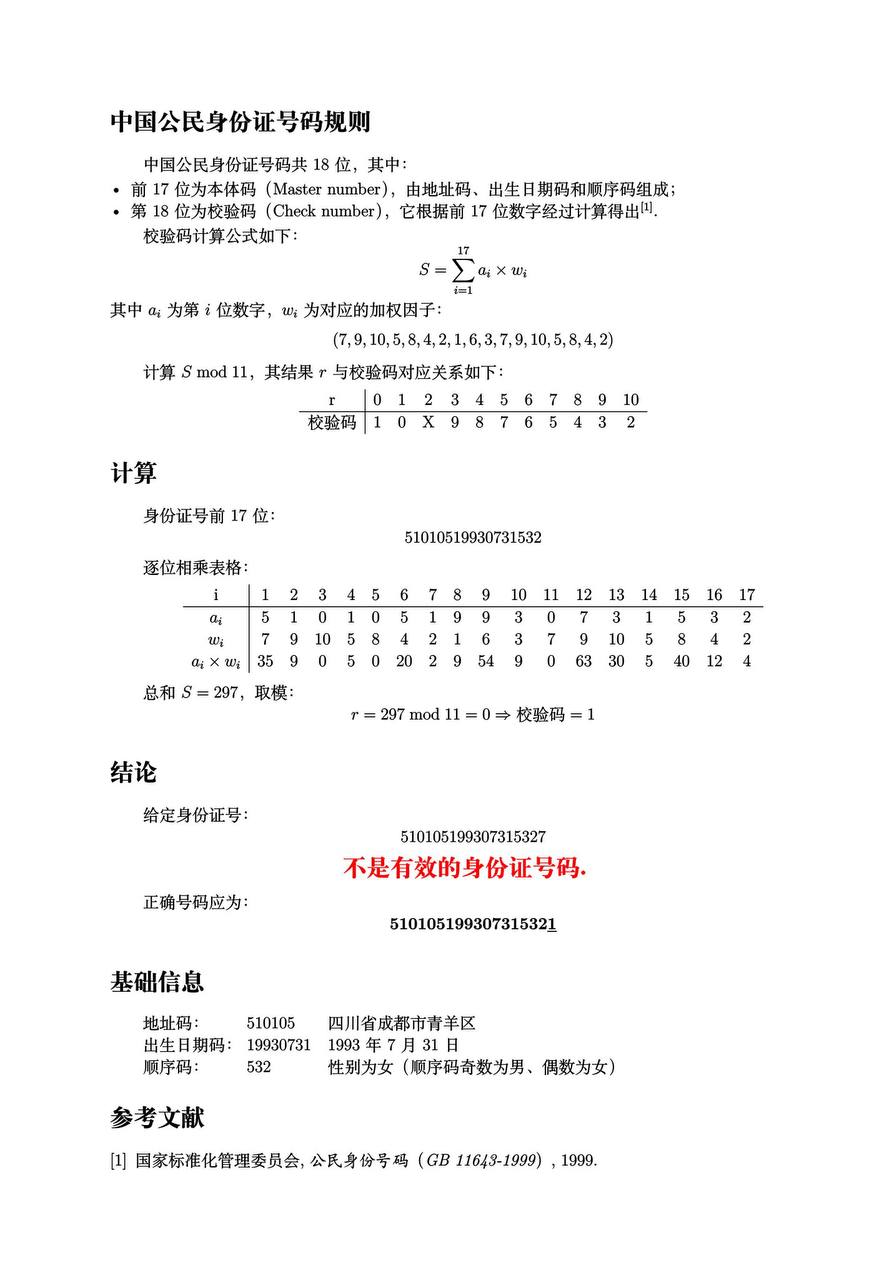 中国公民身份证号码规则
中国公民身份证号码共 18 位，其中：
• 前 17 位为本体码（Master number），由地址码、出生日期码和顺序码组成；
• 第 18 位为校验码（Check number），它根据前 17 位数字经过计算得出[1].
校验码计算公式如下：
S = ∑_{i=1}^{17} a_i × w_i
其中 a_i 为第 i 位数字，w_i 为对应的加权因子：
(7, 9, 10, 5, 8, 4, 2, 1, 6, 3, 7, 9, 10, 5, 8, 4, 2)
计算 S mod 11，其结果 r 与校验码对应关系如下：
r 0 1 2 3 4 5 6 7 8 9 10
校验码 1 0 X 9 8 7 6 5 4 3 2
计算
身份证号前 17 位：
51010519930731532
逐位相乘表格：
i 1 2 3 4 5 6 7 8 9 10 11 12 13 14 15 16 17
a_i 5 1 0 1 0 5 1 9 9 3 0 7 3 1 5 3 2
w_i 7 9 10 5 8 4 2 1 6 3 7 9 10 5 8 4 2
a_i × w_i 35 9 0 5 0 20 2 9 54 9 0 63 30 5 40 12 4
总和 S = 297，取模：
r = 297 mod 11 = 0 ⇒ 校验码 = 1
结论
给定身份证号：
510105199307315327
不是有效的身份证号码.
正确号码应为：
510105199307315321
基础信息
地址码： 510105 四川省成都市青羊区
出生日期码： 19930731 1993 年 7 月 31 日
顺序码： 532 性别为女（顺序码奇数为男、偶数为女）
参考文献
[1] 国家标准化管理委员会, 公民身份号码（GB 11643-1999）, 1999.